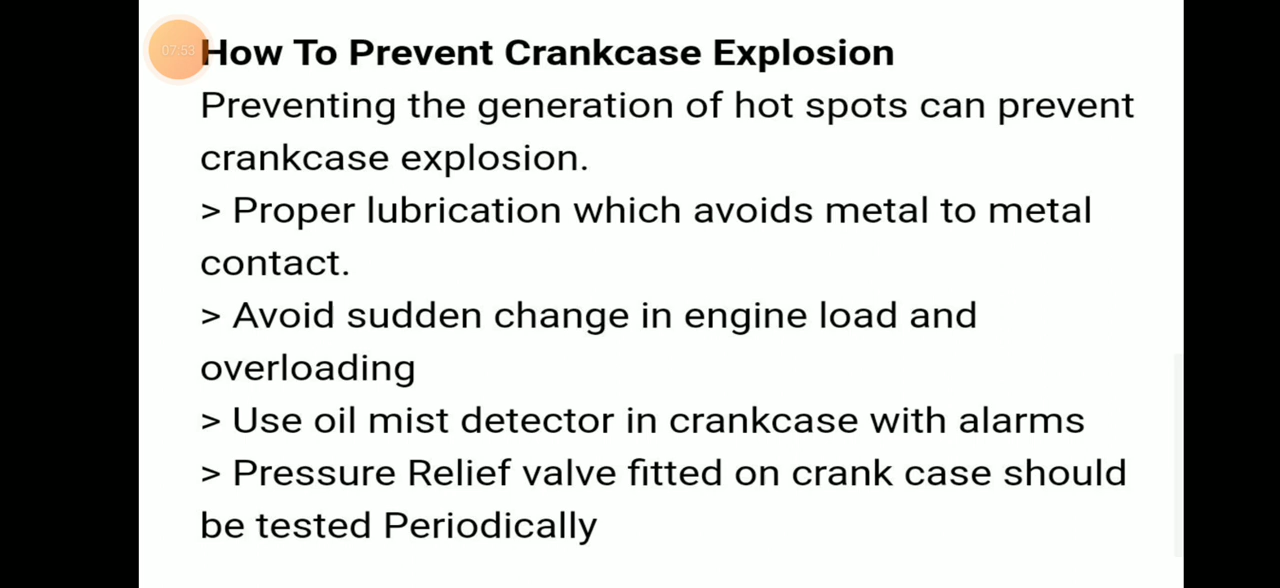 07:53
How To Prevent Crankcase Explosion
Preventing the generation of hot spots can prevent
crankcase explosion.
> Proper lubrication which avoids metal to metal
contact.
> Avoid sudden change in engine load and
overloading
> Use oil mist detector in crankcase with alarms
> Pressure Relief valve fitted on crank case should
be tested Periodically